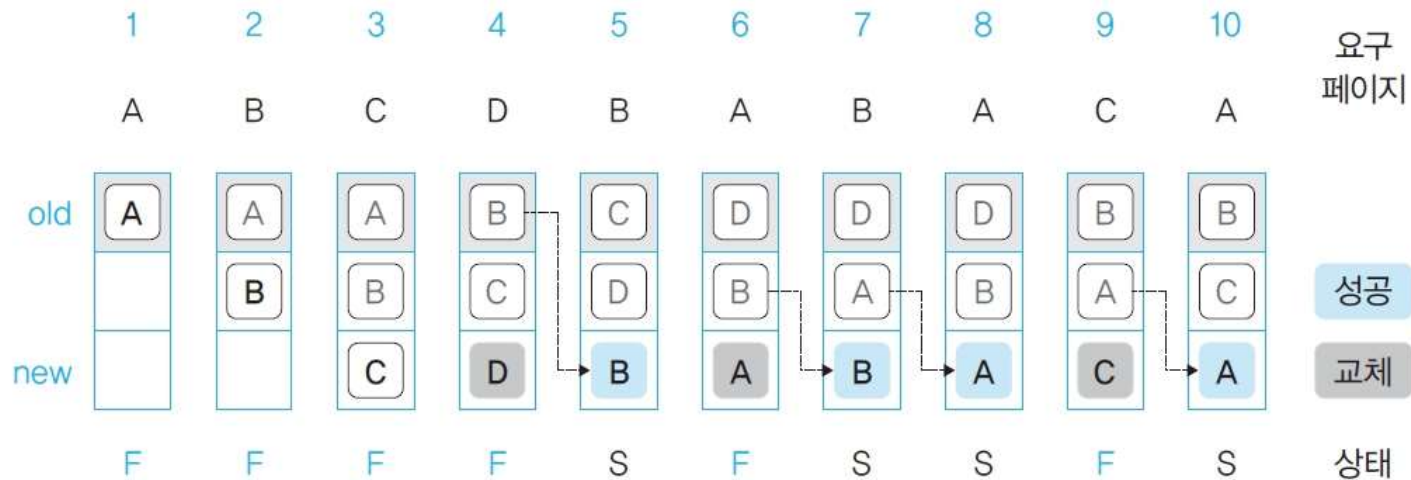 1 2 3 4 5 6 7 8 9 10
요구
페이지
A B C D B A B A C A
old A A A B C D D D B B
B B C D B A B A C 성공
new C D B A B A C A 교체
F F F F S F S S F S 상태